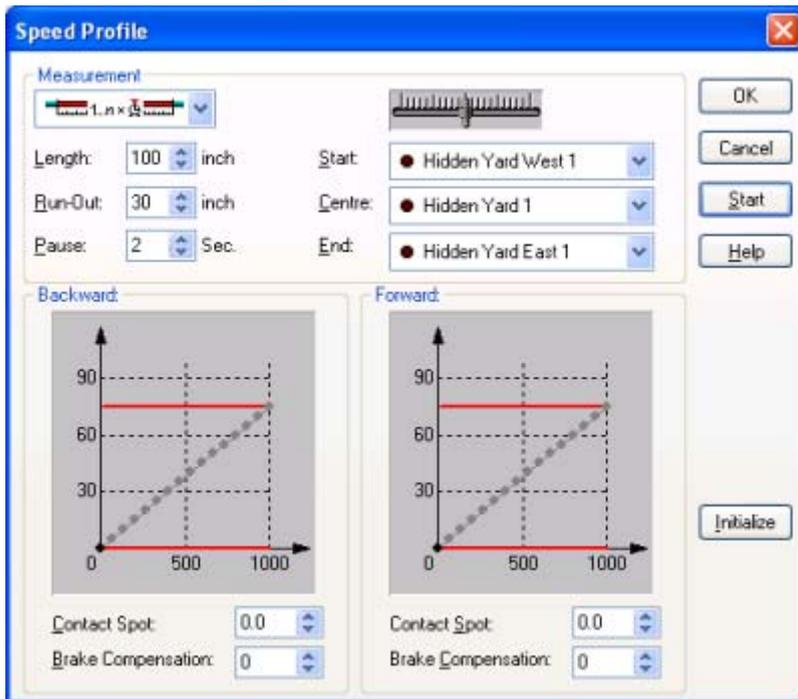 Speed Profile
Measurement
1..n×
OK
Length: 100 inch
Start: Hidden Yard West 1
Cancel
Run-Out: 30 inch
Centre: Hidden Yard 1
Start
Pause: 2 Sec.
End: Hidden Yard East 1
Help
Backward:
Forward:
90
60
30
0 500 1000
90
60
30
0 500 1000
Initialize
Contact Spot: 0.0
Contact Spot: 0.0
Brake Compensation: 0
Brake Compensation: 0